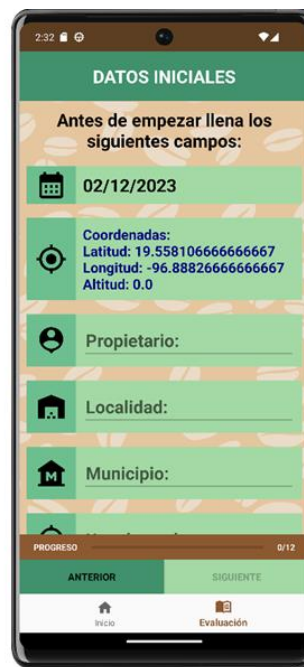 2:32
DATOS INICIALES
Antes de empezar llena los
siguientes campos:
02/12/2023
Coordenadas:
Latitud: 19.558106666666667
Longitud: -96.88826666666667
Altitud: 0.0
Propietario:
Localidad:
M
Municipio:
PROGRESO
0/12
ANTERIOR
SIGUIENTE
Inicio
Evaluación